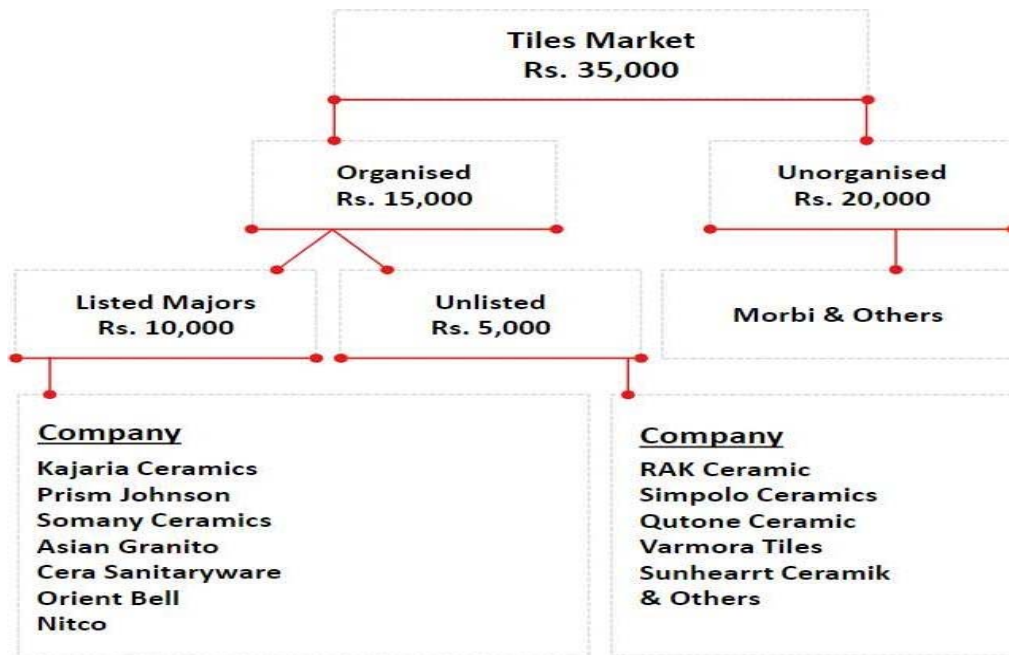 Tiles Market
Rs. 35,000
Organised
Rs. 15,000
Unorganised
Rs. 20,000
Listed Majors
Rs. 10,000
Unlisted
Rs. 5,000
Morbi & Others
Company
Kajaria Ceramics
Prism Johnson
Somany Ceramics
Asian Granito
Cera Sanitaryware
Orient Bell
Nitco
Company
RAK Ceramic
Simpolo Ceramics
Qutone Ceramic
Varmora Tiles
Sunhearrt Ceramik
& Others